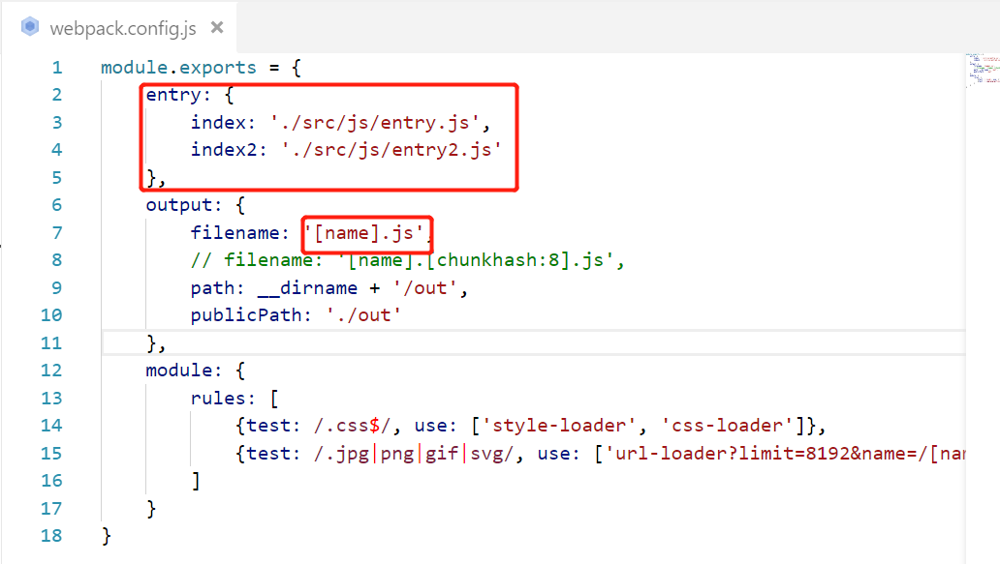 webpack.config.js
1 module.exports = {
2 entry: {
3 index: './src/js/entry.js',
4 index2: './src/js/entry2.js'
5 },
6 output: {
7 filename: '[name].js',
8 // filename: '[name].[chunkhash:8].js',
9 path: __dirname + '/out',
10 publicPath: './out'
11 },
12 module: {
13 rules: [
14 {test: /.css$/, use: ['style-loader', 'css-loader']},
15 {test: /.jpg|png|gif|svg/, use: ['url-loader?limit=8192&name=/[nam
16 ]
17 }
18 }